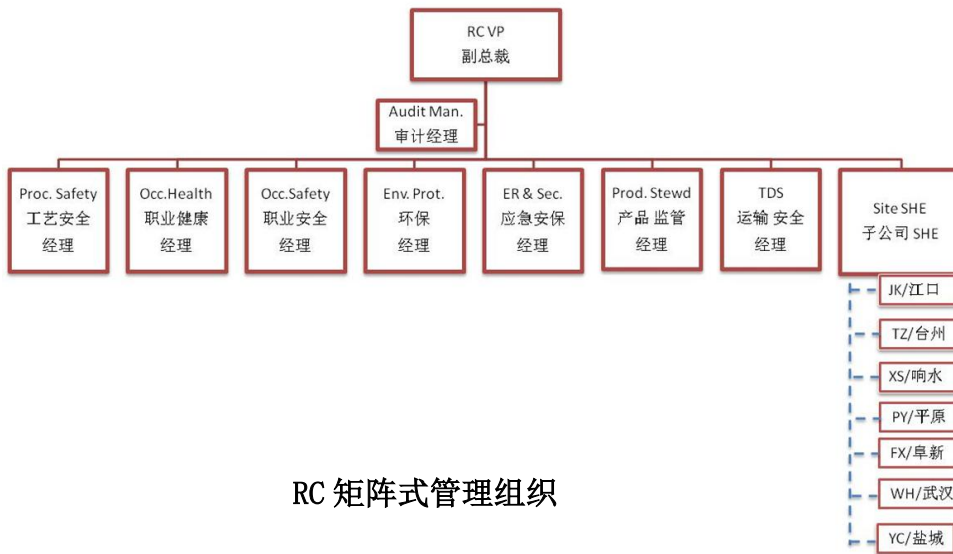 RC VP
副总裁
Audit Man.
审计经理
Proc. Safety
工艺安全
经理
Occ.Health
职业健康
经理
Occ.Safety
职业安全
经理
Env. Prot.
环保
经理
ER & Sec.
应急安保
经理
Prod. Stewd
产品 监管
经理
TDS
运输 安全
经理
Site SHE
子公司 SHE
JK/江口
TZ/台州
XS/响水
PY/平原
FX/阜新
WH/武汉
YC/盐城
RC 矩阵式管理组织